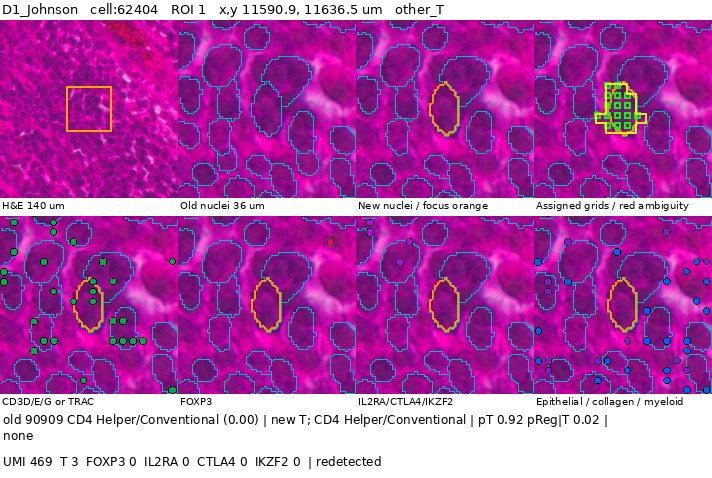 D1_Johnson   cell:62404   ROI 1   x,y 11590.9, 11636.5 um   other_T
H&E 140 um
Old nuclei 36 um
New nuclei / focus orange
Assigned grids / red ambiguity
CD3D/E/G or TRAC
FOXP3
IL2RA/CTLA4/IKZF2
Epithelial / collagen / myeloid
old 90909 CD4 Helper/Conventional (0.00) | new T; CD4 Helper/Conventional | pT 0.92 pReg|T 0.02 |
none
UMI 469  T 3  FOXP3 0  IL2RA 0  CTLA4 0  IKZF2 0  | redetected